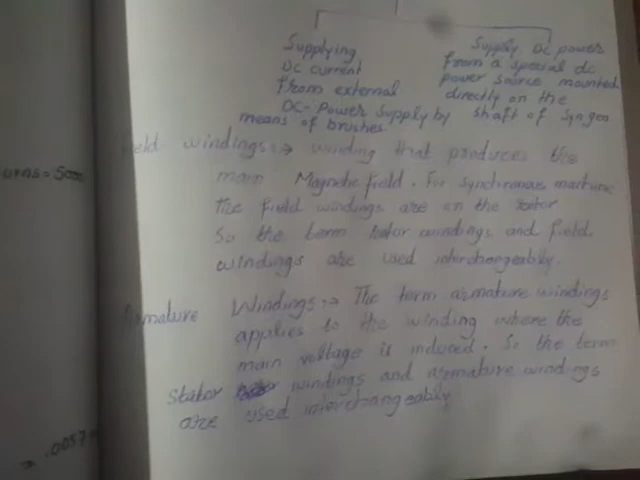 Supplying
DC current
from external
DC-Power Supply by
means of brushes
Supply DC power
from a special dc
power source mounted
directly on the
shaft of syn gen
Field windings:→ winding that produces the
main Magnetic field. For synchronous machine
the field windings are on the rotor
So the term rotor windings and field
windings are used interchangeably.
Armature Windings:→ The term armature windings
applies to the winding where the
main voltage is induced. So the term
Stator windings and armature windings
are used interchangeably
= 5000
.0057